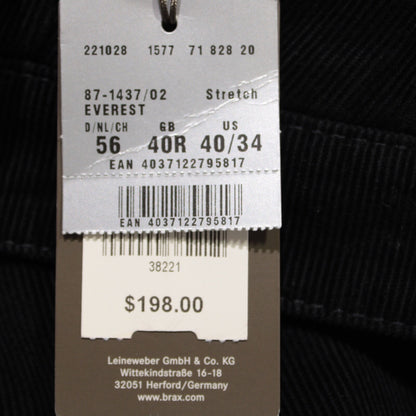 221028 1577 71 828 20
87-1437/02 Stretch
EVEREST
D/NL/CH GB US
56 40R 40/34
EAN 4037122795817
EAN 4037122795817
38221
$198.00
Leineweber GmbH & Co. KG
Wittekindstraße 16-18
32051 Herford/Germany
www.brax.com